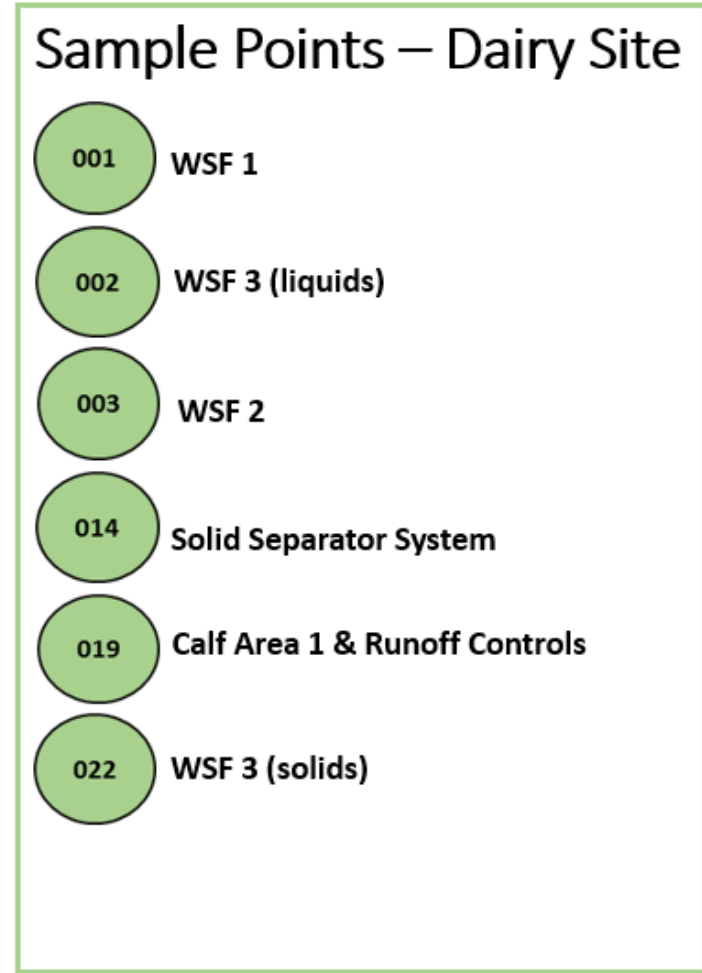 Sample Points – Dairy Site
001 WSF 1
002 WSF 3 (liquids)
003 WSF 2
014 Solid Separator System
019 Calf Area 1 & Runoff Controls
022 WSF 3 (solids)